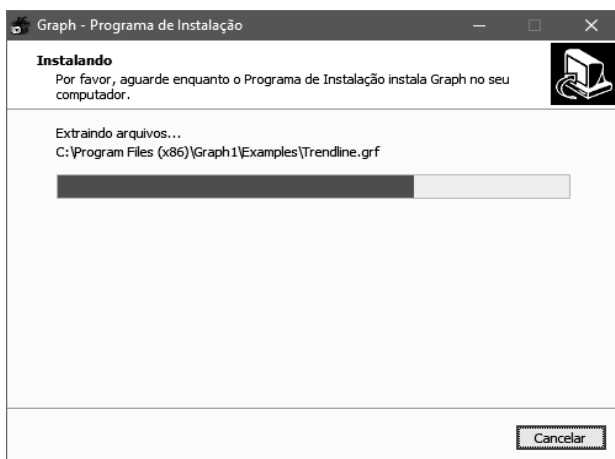 Graph - Programa de Instalação
Instalando
Por favor, aguarde enquanto o Programa de Instalação instala Graph no seu
computador.
Extraindo arquivos...
C:\Program Files (x86)\Graph1\Examples\Trendline.grf
Cancelar